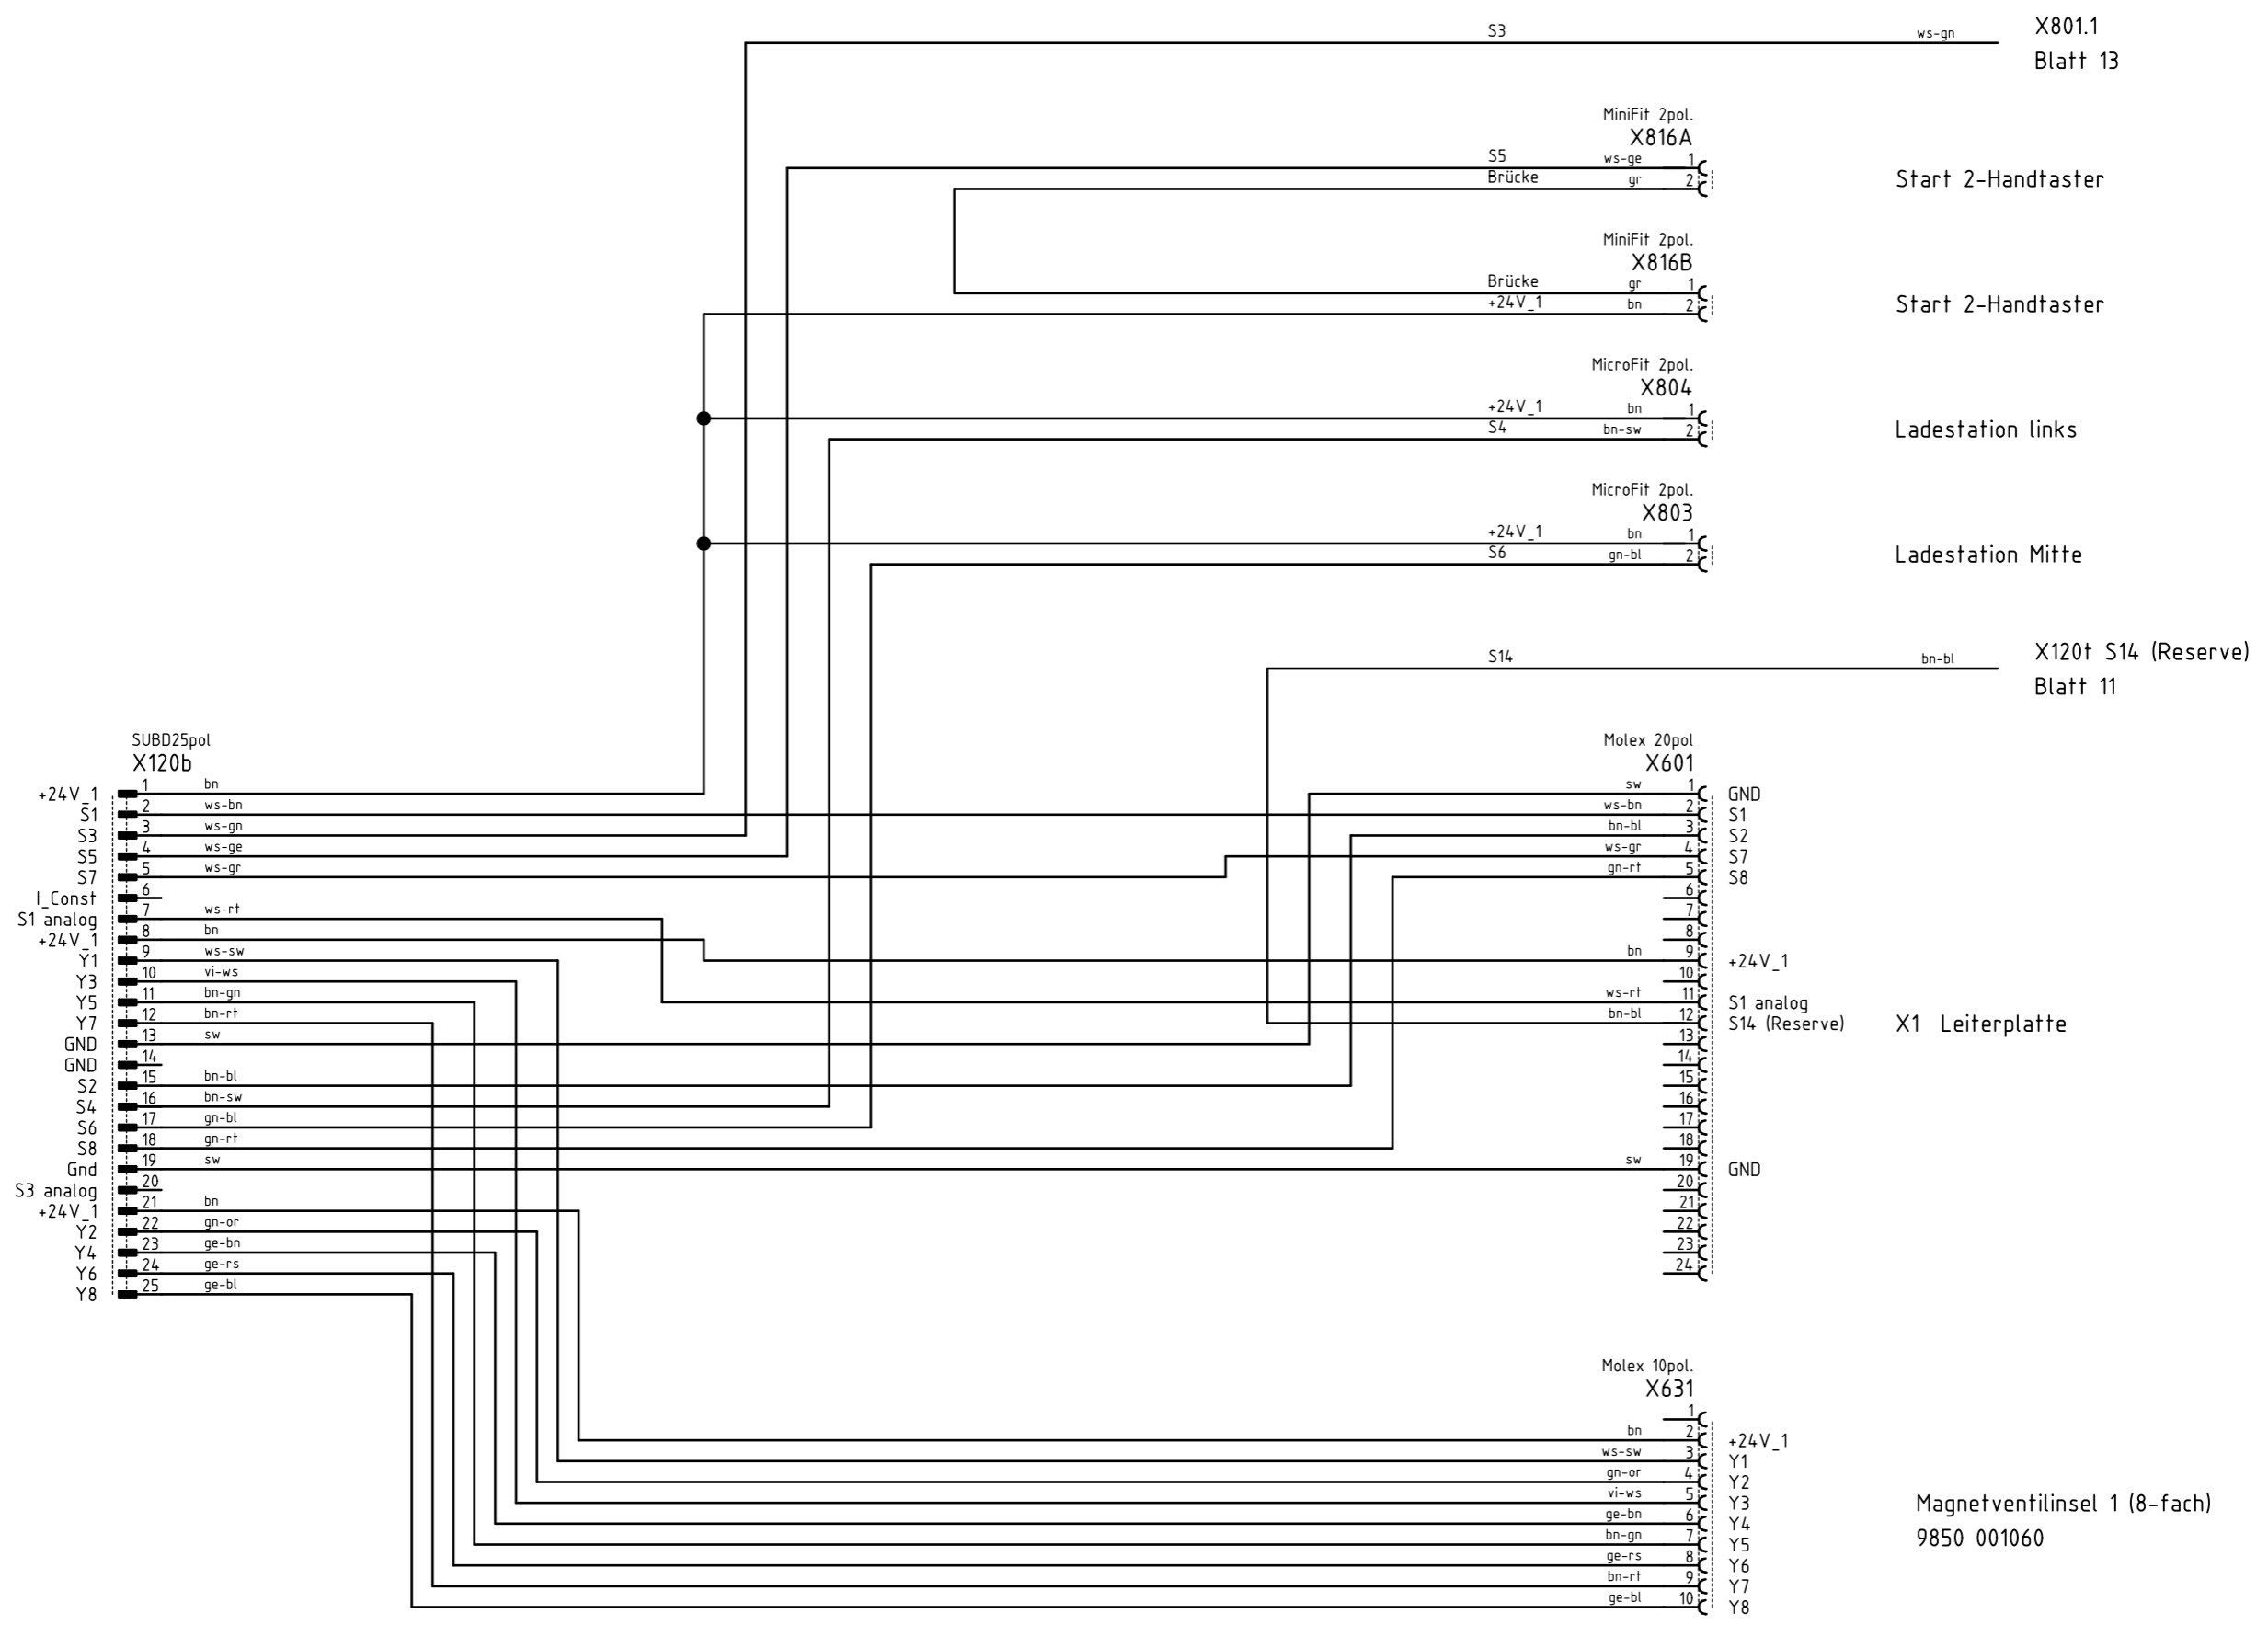 S3 ws-gn X801.1
Blatt 13
MiniFit 2pol.
X816A
S5 ws-ge 1
Brücke gr 2
Start 2-Handtaster
MiniFit 2pol.
X816B
Brücke gr 1
+24V_1 bn 2
Start 2-Handtaster
MicroFit 2pol.
X804
+24V_1 bn 1
S4 bn-sw 2
Ladestation links
MicroFit 2pol.
X803
+24V_1 bn 1
S6 gn-bl 2
Ladestation Mitte
S14 bn-bl X120t S14 (Reserve)
Blatt 11
SUBD25pol
X120b
+24V_1 1 bn
S1 2 ws-bn
S3 3 ws-gn
S5 4 ws-ge
S7 5 ws-gr
I_Const 6
S1 analog 7 ws-rt
+24V_1 8 bn
Y1 9 ws-sw
Y3 10 vi-ws
Y5 11 bn-gn
Y7 12 bn-rt
GND 13 sw
GND 14
S2 15 bn-bl
S4 16 bn-sw
S6 17 gn-bl
S8 18 gn-rt
Gnd 19 sw
S3 analog 20
+24V_1 21 bn
Y2 22 gn-or
Y4 23 ge-bn
Y6 24 ge-rs
Y8 25 ge-bl
Molex 20pol
X601
sw 1 GND
ws-bn 2 S1
bn-bl 3 S2
ws-gr 4 S7
gn-rt 5 S8
6
7
8
bn 9 +24V_1
10
ws-rt 11 S1 analog
bn-bl 12 S14 (Reserve)
13
14
15
16
17
18
sw 19 GND
20
21
22
23
24
X1 Leiterplatte
Molex 10pol.
X631
1
bn 2 +24V_1
ws-sw 3 Y1
gn-or 4 Y2
vi-ws 5 Y3
ge-bn 6 Y4
bn-gn 7 Y5
ge-rs 8 Y6
bn-rt 9 Y7
ge-bl 10 Y8
Magnetventilinsel 1 (8-fach)
9850 001060